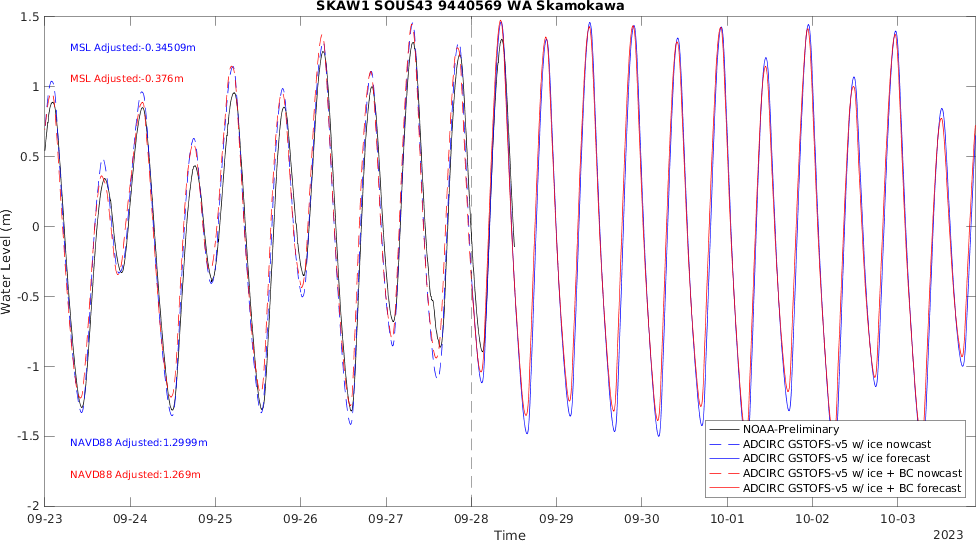 SKAW1 SOUS43 9440569 WA Skamokawa
1.5
MSL Adjusted:-0.34509m
MSL Adjusted:-0.376m
1
0.5
0
-0.5
-1
-1.5
-2
Water Level (m)
NAVD88 Adjusted:1.2999m
NAVD88 Adjusted:1.269m
NOAA-Preliminary
ADCIRC GSTOFS-v5 w/ ice nowcast
ADCIRC GSTOFS-v5 w/ ice forecast
ADCIRC GSTOFS-v5 w/ ice + BC nowcast
ADCIRC GSTOFS-v5 w/ ice + BC forecast
09-23 09-24 09-25 09-26 09-27 09-28 09-29 09-30 10-01 10-02 10-03
Time
2023